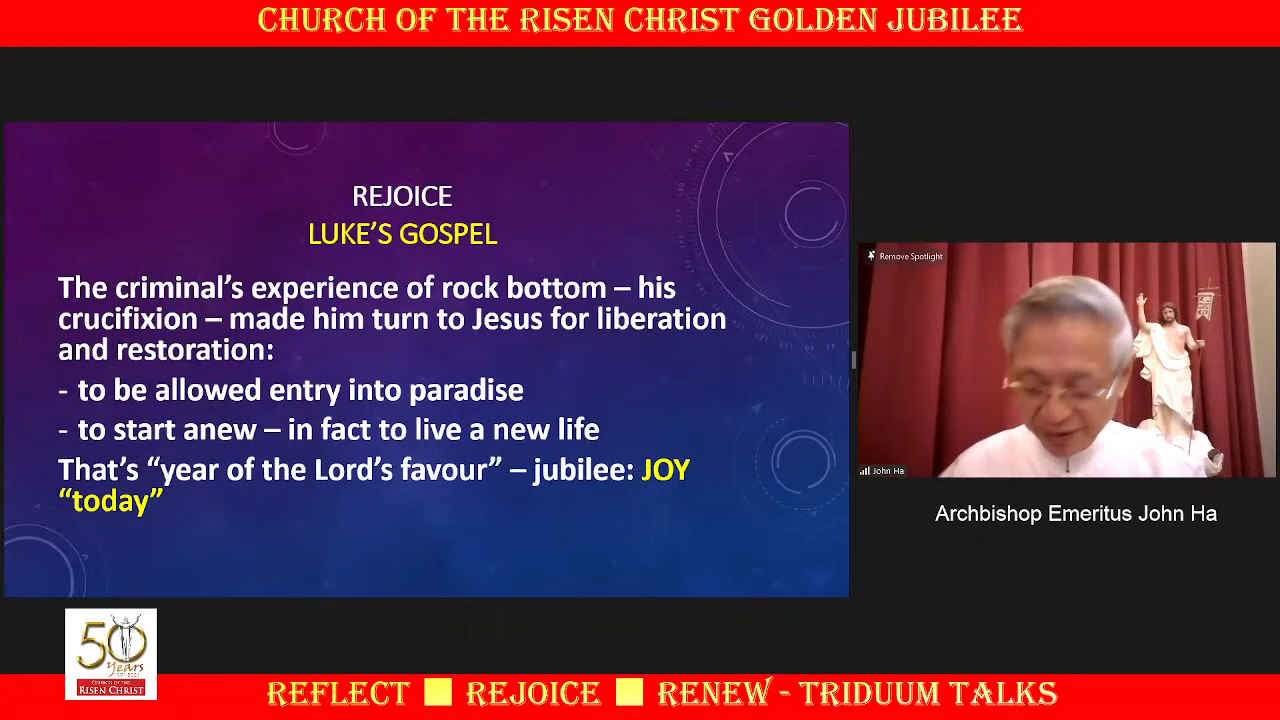 CHURCH OF THE RISEN CHRIST GOLDEN JUBILEE
REJOICE
LUKE’S GOSPEL
The criminal’s experience of rock bottom – his
crucifixion – made him turn to Jesus for liberation
and restoration:
- to be allowed entry into paradise
- to start anew – in fact to live a new life
That’s “year of the Lord’s favour” – jubilee: JOY
“today”
Remove Spotlight
John Ha
Archbishop Emeritus John Ha
50
Years
CHURCH OF THE
RISEN CHRIST
REFLECT REJOICE RENEW - TRIDUUM TALKS